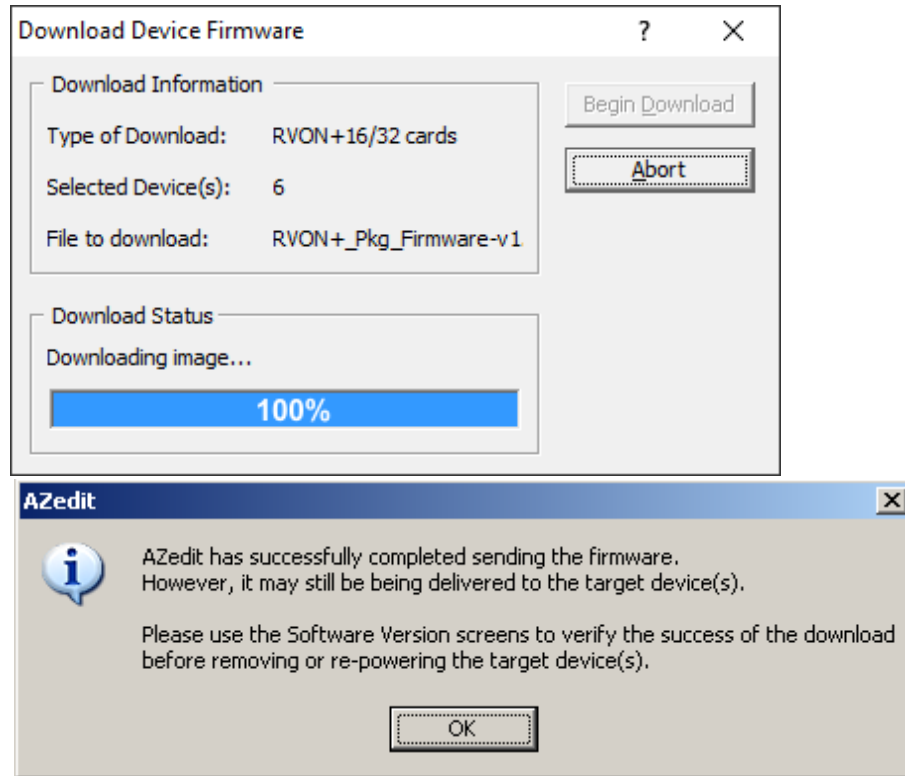 Download Device Firmware
Download Information
Type of Download: RVON+16/32 cards
Selected Device(s): 6
File to download: RVON+_Pkg_Firmware-v1.
Begin Download
Abort
Download Status
Downloading image...
100%
AZedit
AZedit has successfully completed sending the firmware.
However, it may still be being delivered to the target device(s).
Please use the Software Version screens to verify the success of the download
before removing or re-powering the target device(s).
OK